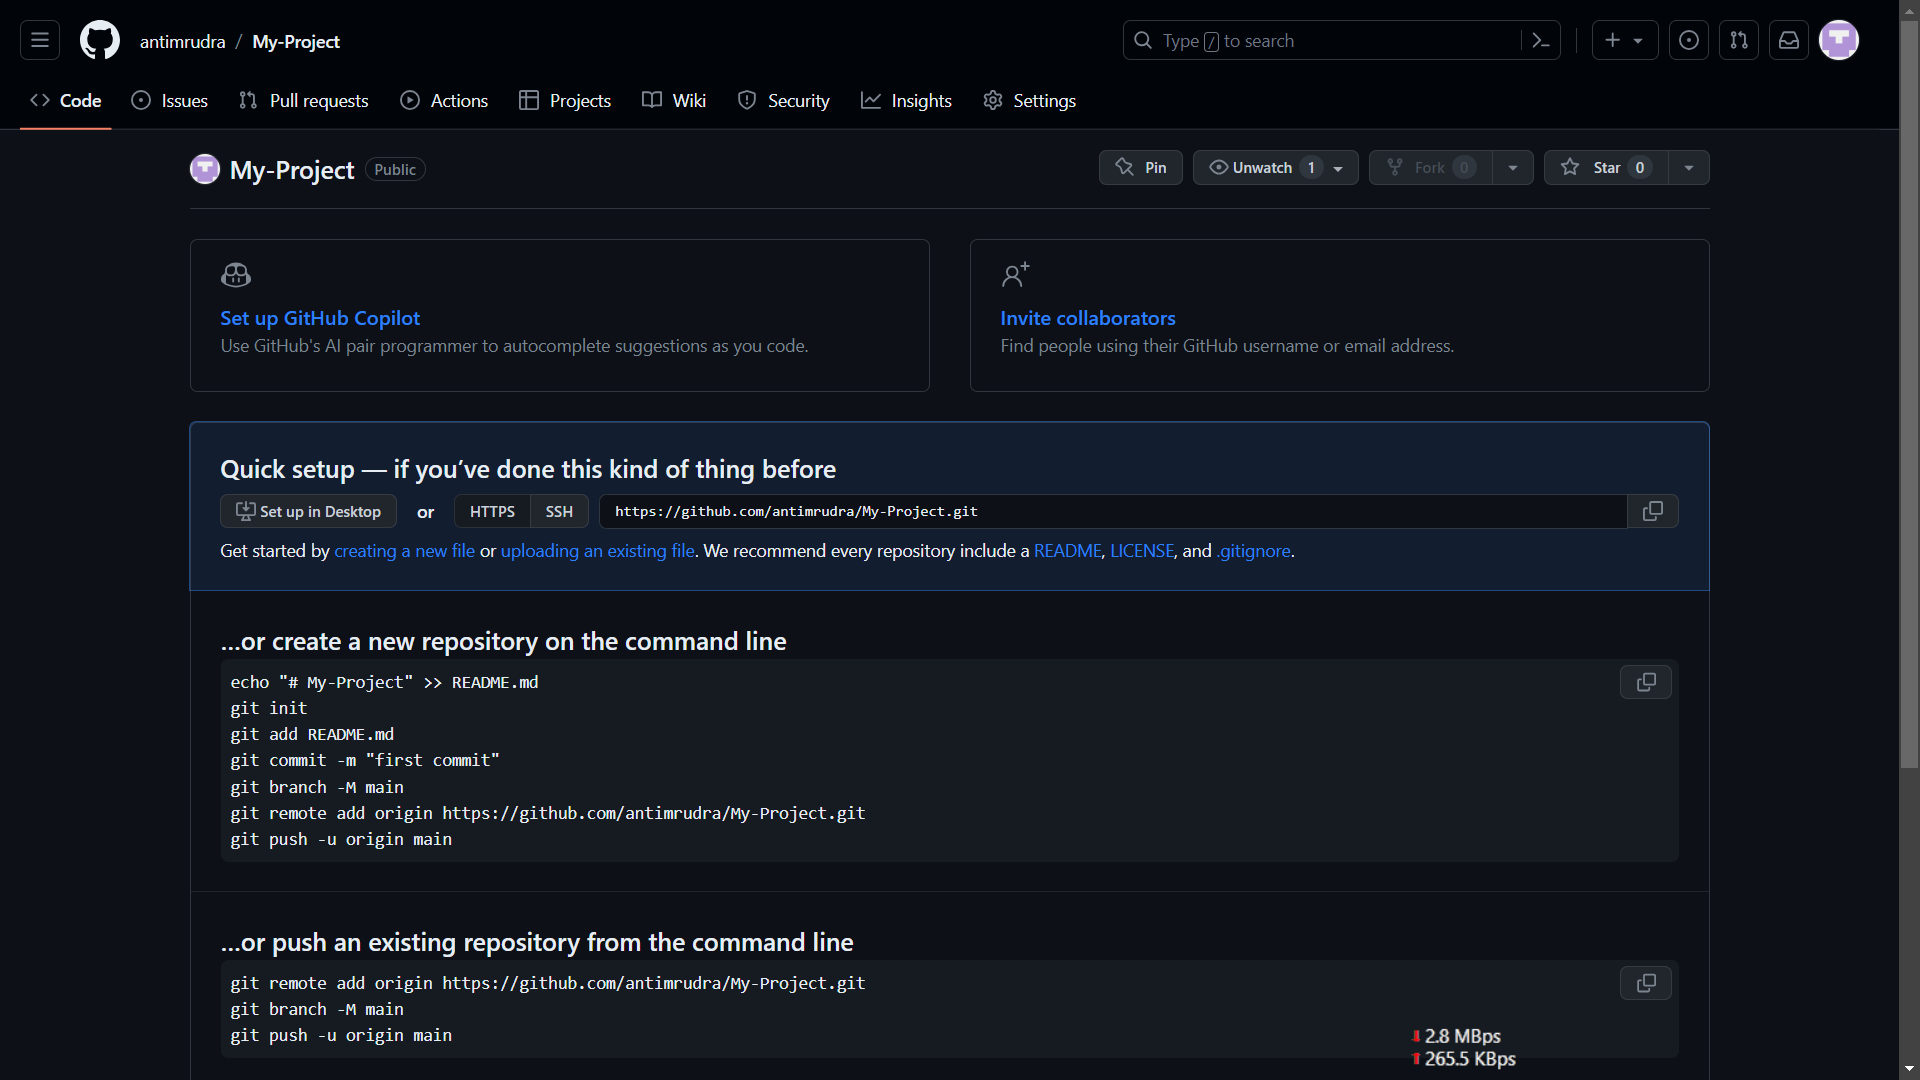 antimrudra / My-Project
Type / to search
Code Issues Pull requests Actions Projects Wiki Security Insights Settings
My-Project Public
Pin Unwatch 1 Fork 0 Star 0
Set up GitHub Copilot
Use GitHub's AI pair programmer to autocomplete suggestions as you code.
Invite collaborators
Find people using their GitHub username or email address.
Quick setup — if you’ve done this kind of thing before
Set up in Desktop or HTTPS SSH https://github.com/antimrudra/My-Project.git
Get started by creating a new file or uploading an existing file. We recommend every repository include a README, LICENSE, and .gitignore.
…or create a new repository on the command line
echo "# My-Project" >> README.md
git init
git add README.md
git commit -m "first commit"
git branch -M main
git remote add origin https://github.com/antimrudra/My-Project.git
git push -u origin main
…or push an existing repository from the command line
git remote add origin https://github.com/antimrudra/My-Project.git
git branch -M main
git push -u origin main
2.8 MBps
265.5 KBps